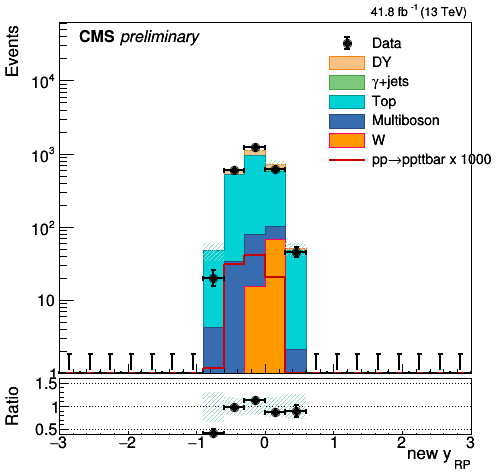 41.8 fb⁻¹ (13 TeV)
CMS preliminary
Events
Data
DY
γ+jets
Top
Multiboson
W
pp→ppttbar x 1000
10⁴
10³
10²
10
1
Ratio
1.5
1
0.5
−3 −2 −1 0 1 2 3
new y RP